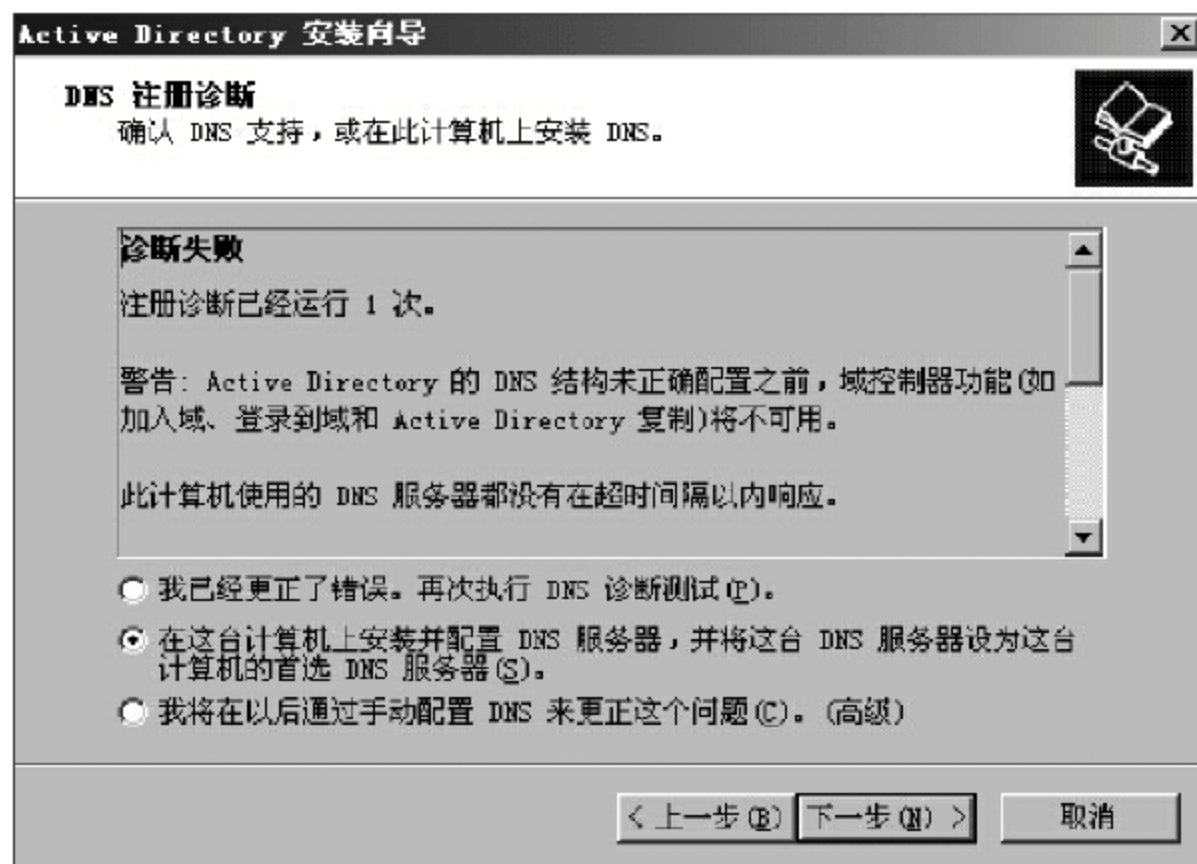 Active Directory 安装向导
DNS 注册诊断
确认 DNS 支持，或在此计算机上安装 DNS。
诊断失败
注册诊断已经运行 1 次。
警告: Active Directory 的 DNS 结构未正确配置之前，域控制器功能(如
加入域、登录到域和 Active Directory 复制)将不可用。
此计算机使用的 DNS 服务器都没有在超时间隔以内响应。
我已经更正了错误。再次执行 DNS 诊断测试(P)。
在这台计算机上安装并配置 DNS 服务器，并将这台 DNS 服务器设为这台
计算机的首选 DNS 服务器(S)。
我将在以后通过手动配置 DNS 来更正这个问题(C)。(高级)
< 上一步(B) 下一步(N) > 取消